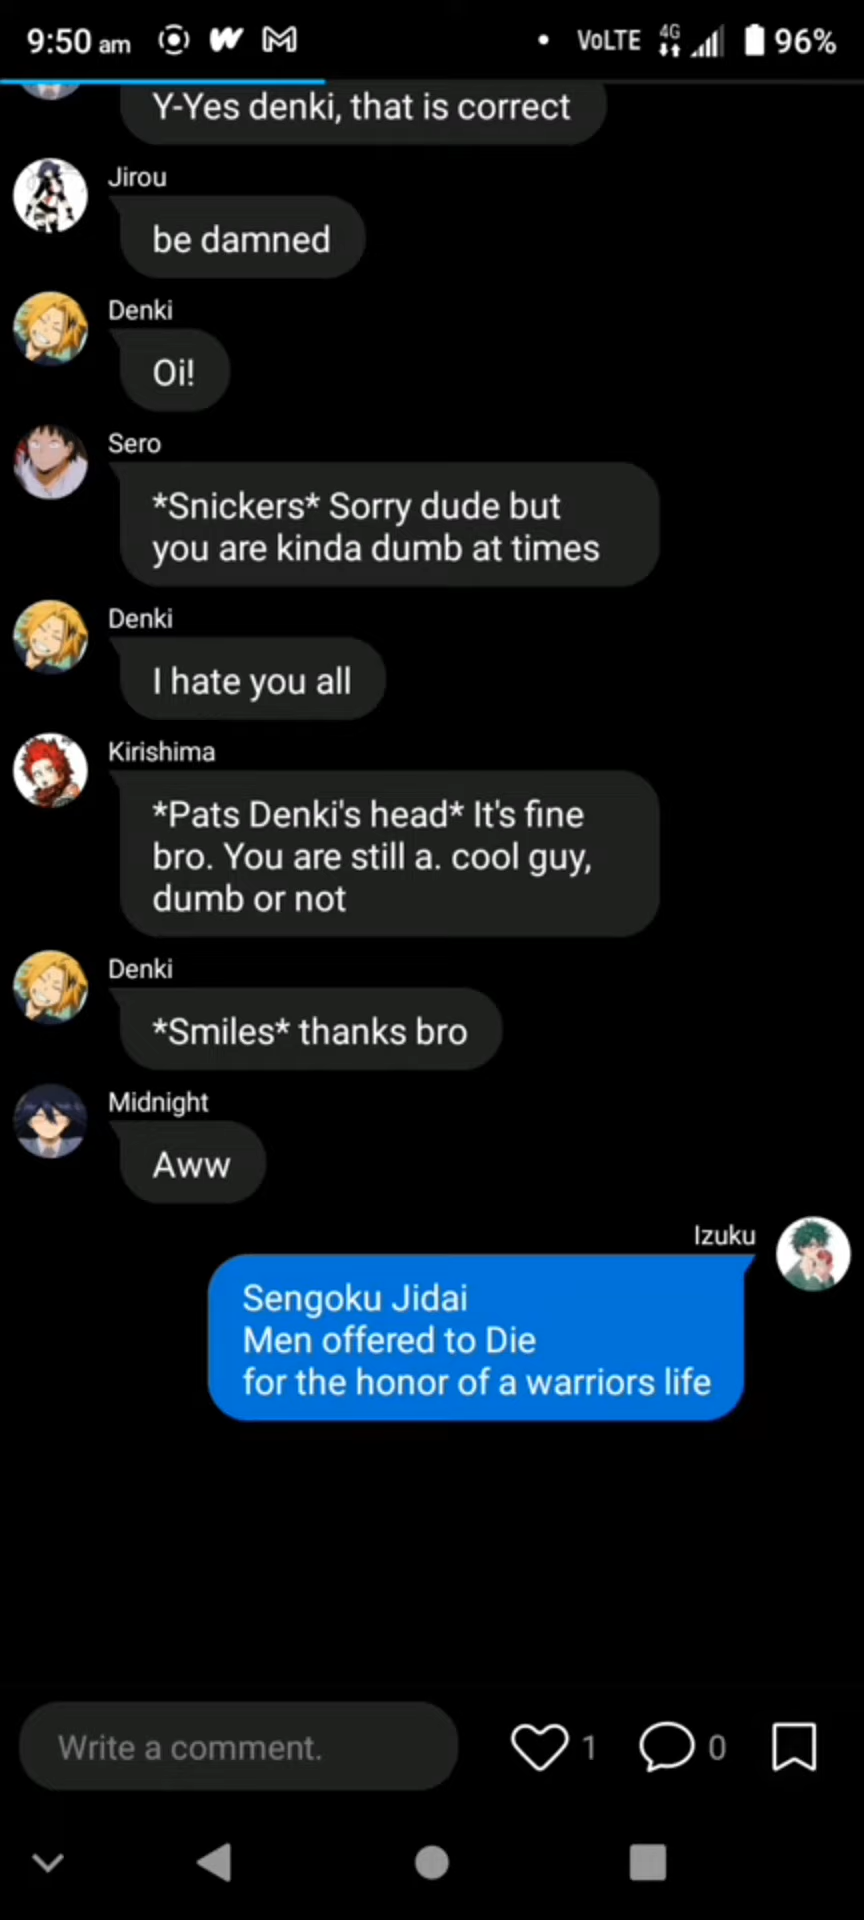 9:50 am
VoLTE 4G 96%
Y-Yes denki, that is correct
Jirou
be damned
Denki
Oi!
Sero
*Snickers* Sorry dude but
you are kinda dumb at times
Denki
I hate you all
Kirishima
*Pats Denki's head* It's fine
bro. You are still a. cool guy,
dumb or not
Denki
*Smiles* thanks bro
Midnight
Aww
Izuku
Sengoku Jidai
Men offered to Die
for the honor of a warriors life
Write a comment.
1
0